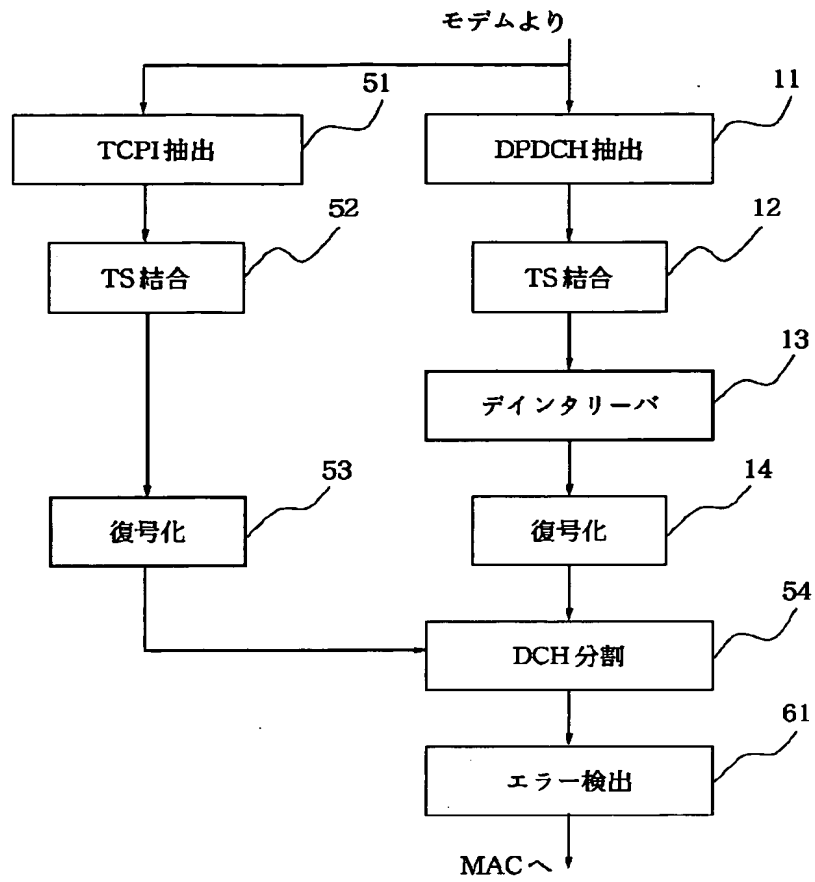 モデムより
51
11
TCPI抽出
DPDCH抽出
52
12
TS結合
TS結合
13
デインタリーバ
53
14
復号化
復号化
54
DCH分割
61
エラー検出
MACへ